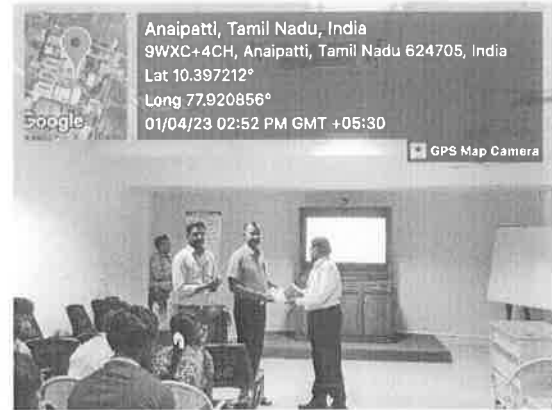 Anaipatti, Tamil Nadu, India
9WXC+4CH, Anaipatti, Tamil Nadu 624705, India
Lat 10.397212°
Long 77.920856°
01/04/23 02:52 PM GMT +05:30
Google
GPS Map Camera